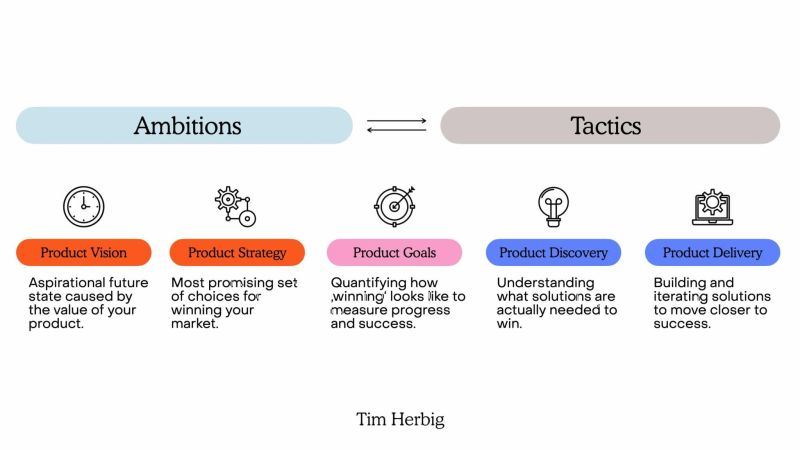 Ambitions
Tactics
Product Vision
Aspirational future
state caused by
the value of your
product.
Product Strategy
Most promising set
of choices for
winning your
market.
Product Goals
Quantifying how
‚winning‘ looks like to
measure progress
and success.
Product Discovery
Understanding
what solutions are
actually needed to
win.
Product Delivery
Building and
iterating solutions
to move closer to
success.
Tim Herbig